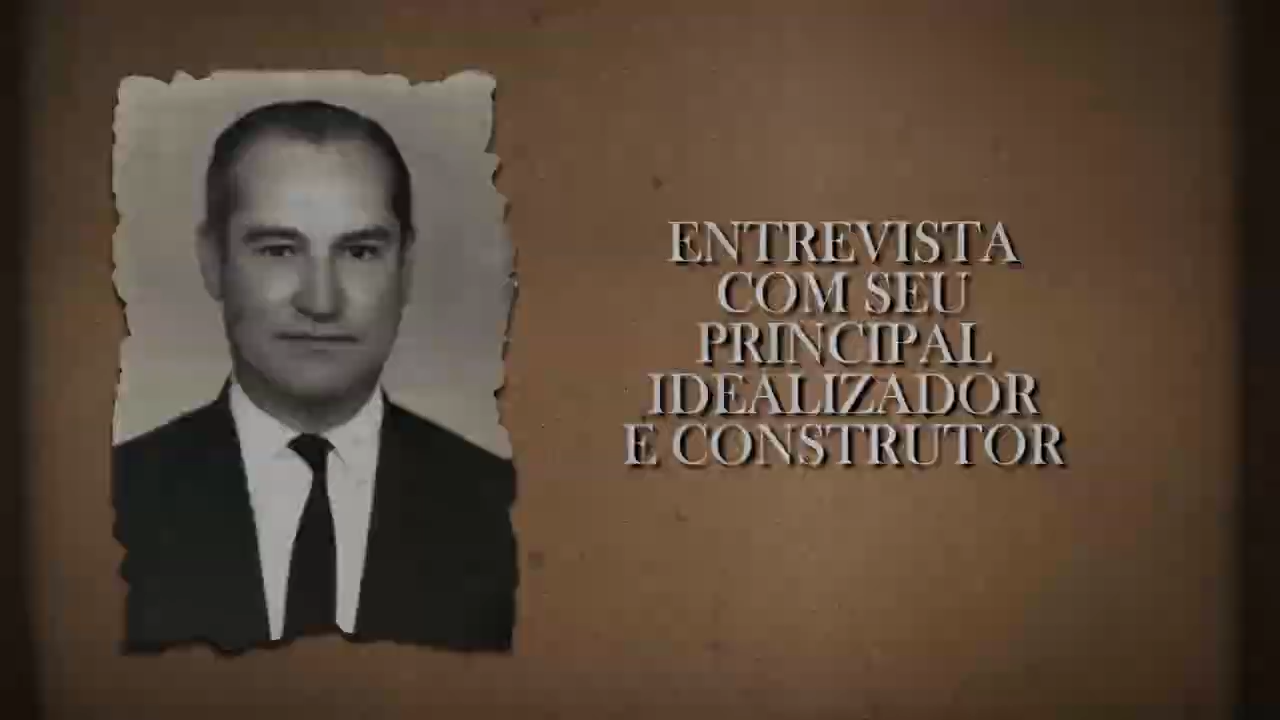 ENTREVISTA
COM SEU
PRINCIPAL
IDEALIZADOR
E CONSTRUTOR